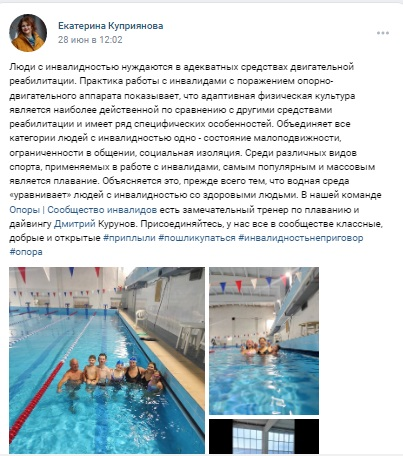 Екатерина Куприянова
28 июн в 12:02
Люди с инвалидностью нуждаются в адекватных средствах двигательной
реабилитации. Практика работы с инвалидами с поражением опорно-
двигательного аппарата показывает, что адаптивная физическая культура
является наиболее действенной по сравнению с другими средствами
реабилитации и имеет ряд специфических особенностей. Объединяет все
категории людей с инвалидностью одно - состояние малоподвижности,
ограниченности в общении, социальная изоляция. Среди различных видов
спорта, применяемых в работе с инвалидами, самым популярным и массовым
является плавание. Объясняется это, прежде всего тем, что водная среда
«уравнивает» людей с инвалидностью со здоровыми людьми. В нашей команде
Опоры | Сообщество инвалидов есть замечательный тренер по плаванию и
дайвингу Дмитрий Курунов. Присоединяйтесь, у нас все в сообществе классные,
добрые и открытые #приплыли #пошликупаться #инвалидностьнеприговор
#опора